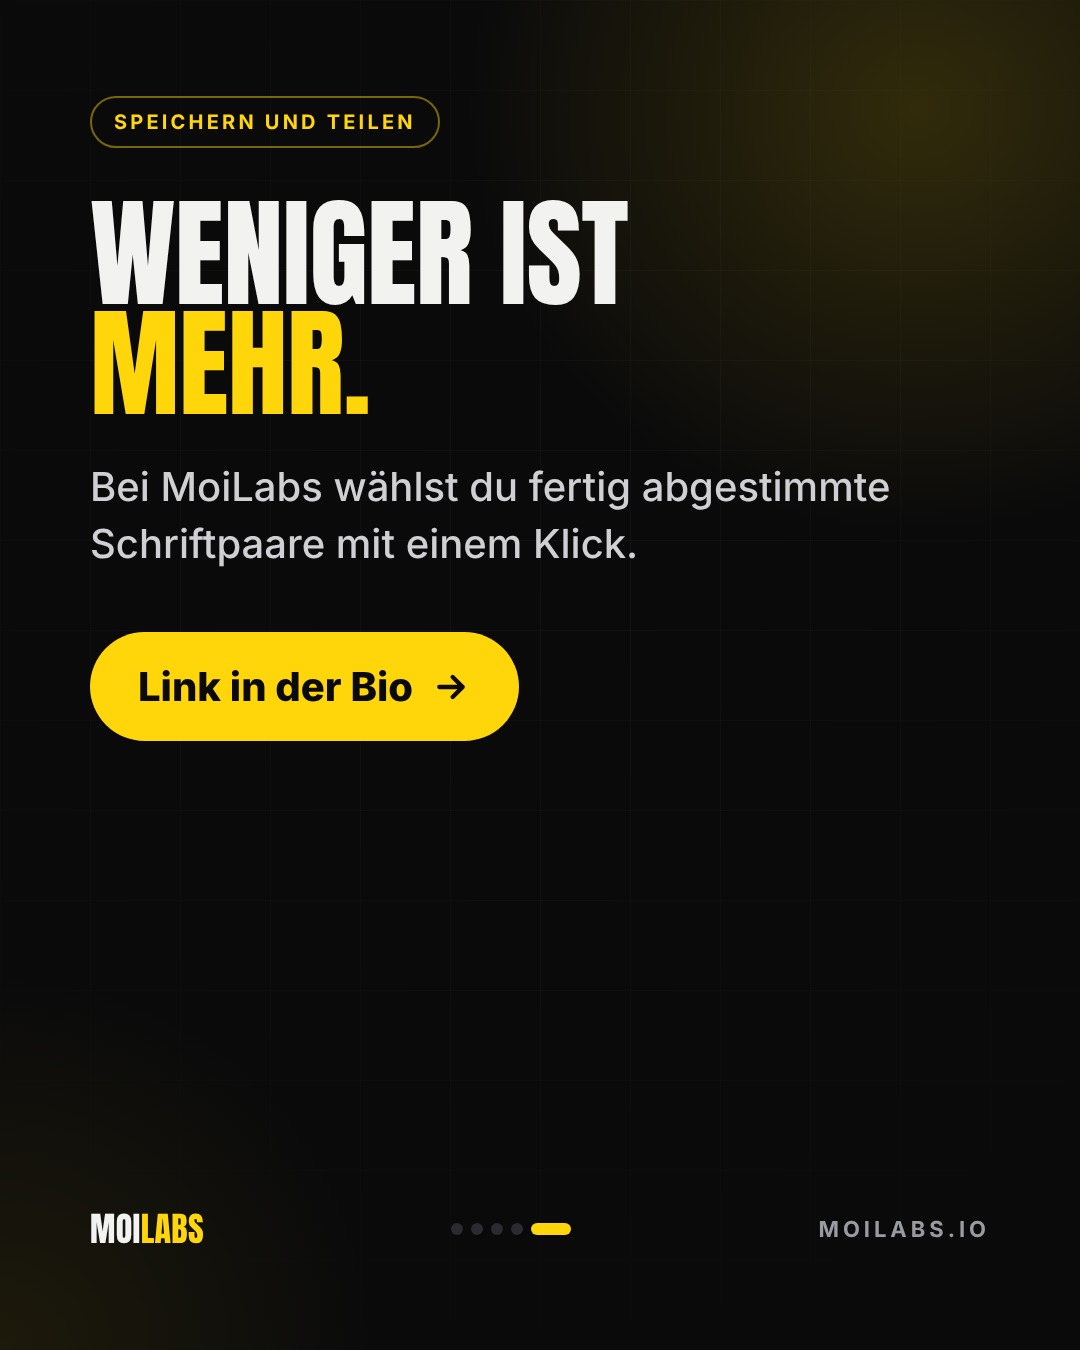 SPEICHERN UND TEILEN
WENIGER IST
MEHR.
Bei MoiLabs wählst du fertig abgestimmte
Schriftpaare mit einem Klick.
Link in der Bio →
MOILABS
MOILABS.IO